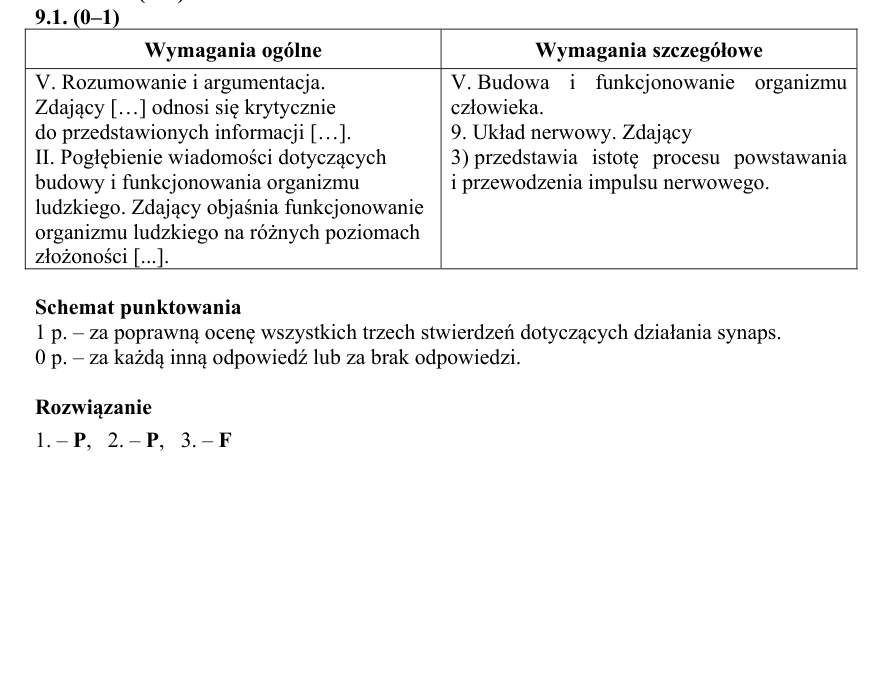 9.1. (0–1)
Wymagania ogólne
Wymagania szczegółowe
V. Rozumowanie i argumentacja.
Zdający […] odnosi się krytycznie
do przedstawionych informacji […].
II. Pogłębienie wiadomości dotyczących
budowy i funkcjonowania organizmu
ludzkiego. Zdający objaśnia funkcjonowanie
organizmu ludzkiego na różnych poziomach
złożoności [...].
V. Budowa i funkcjonowanie organizmu
człowieka.
9. Układ nerwowy. Zdający
3) przedstawia istotę procesu powstawania
i przewodzenia impulsu nerwowego.
Schemat punktowania
1 p. – za poprawną ocenę wszystkich trzech stwierdzeń dotyczących działania synaps.
0 p. – za każdą inną odpowiedź lub za brak odpowiedzi.
Rozwiązanie
1. – P, 2. – P, 3. – F